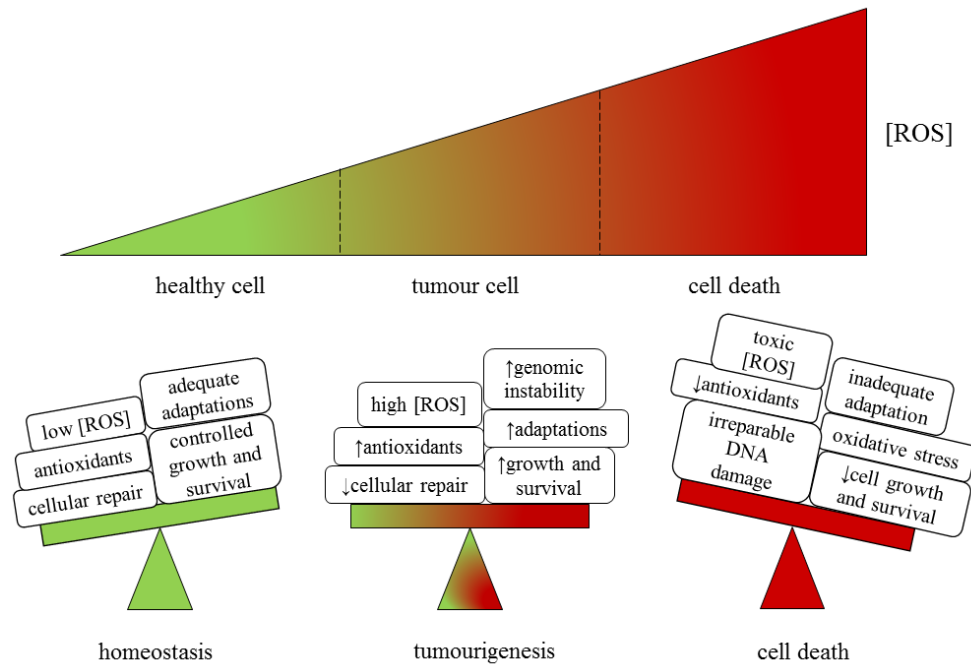 [ROS]
healthy cell
tumour cell
cell death
low [ROS]
antioxidants
cellular repair
adequate
adaptations
controlled
growth and
survival
high [ROS]
↑antioxidants
↓cellular repair
↑genomic
instability
↑adaptations
↑growth and
survival
toxic
[ROS]
↓antioxidants
irreparable
DNA
damage
inadequate
adaptation
oxidative stress
↓cell growth
and survival
homeostasis
tumourigenesis
cell death